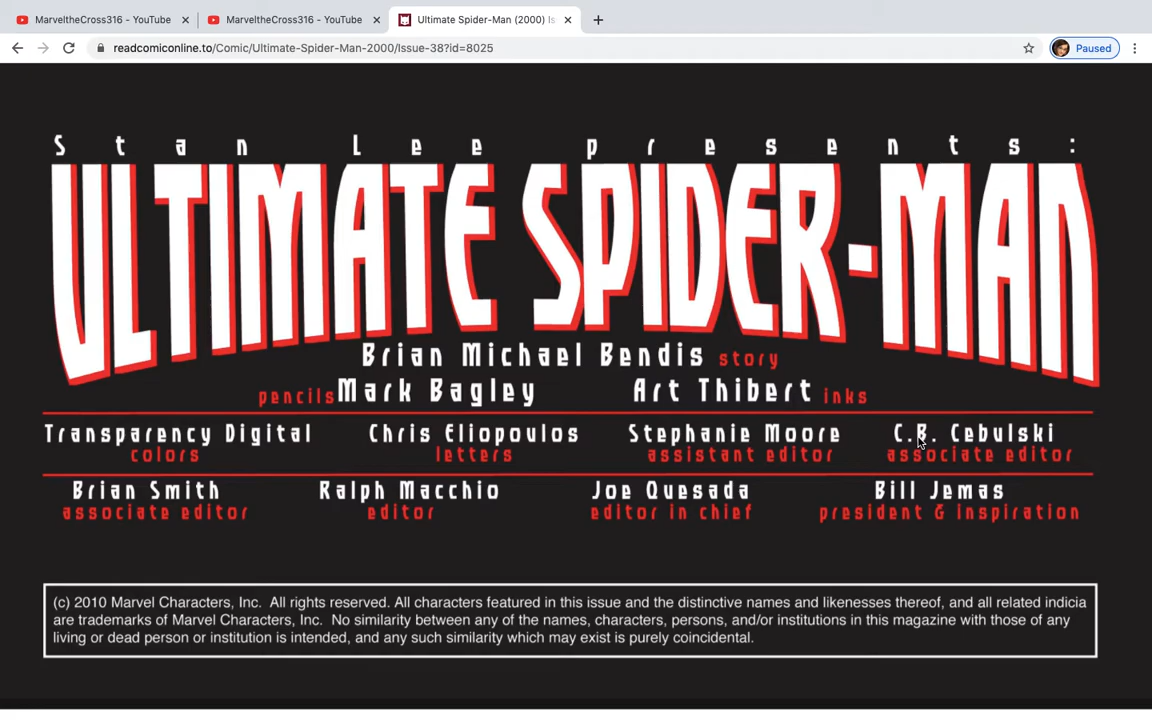 MarveltheCross316 - YouTube
MarveltheCross316 - YouTube
Ultimate Spider-Man (2000) Is
readcomiconline.to/Comic/Ultimate-Spider-Man-2000/Issue-38?id=8025
Paused
Stan Lee presents:
ULTIMATE SPIDER-MAN
Brian Michael Bendis story
pencils Mark Bagley Art Thibert inks
Transparency Digital Chris Eliopoulos Stephanie Moore C.B. Cebulski
colors letters assistant editor associate editor
Brian Smith Ralph Macchio Joe Quesada Bill Jemas
associate editor editor editor in chief president & inspiration
(c) 2010 Marvel Characters, Inc. All rights reserved. All characters featured in this issue and the distinctive names and likenesses thereof, and all related indicia
are trademarks of Marvel Characters, Inc. No similarity between any of the names, characters, persons, and/or institutions in this magazine with those of any
living or dead person or institution is intended, and any such similarity which may exist is purely coincidental.